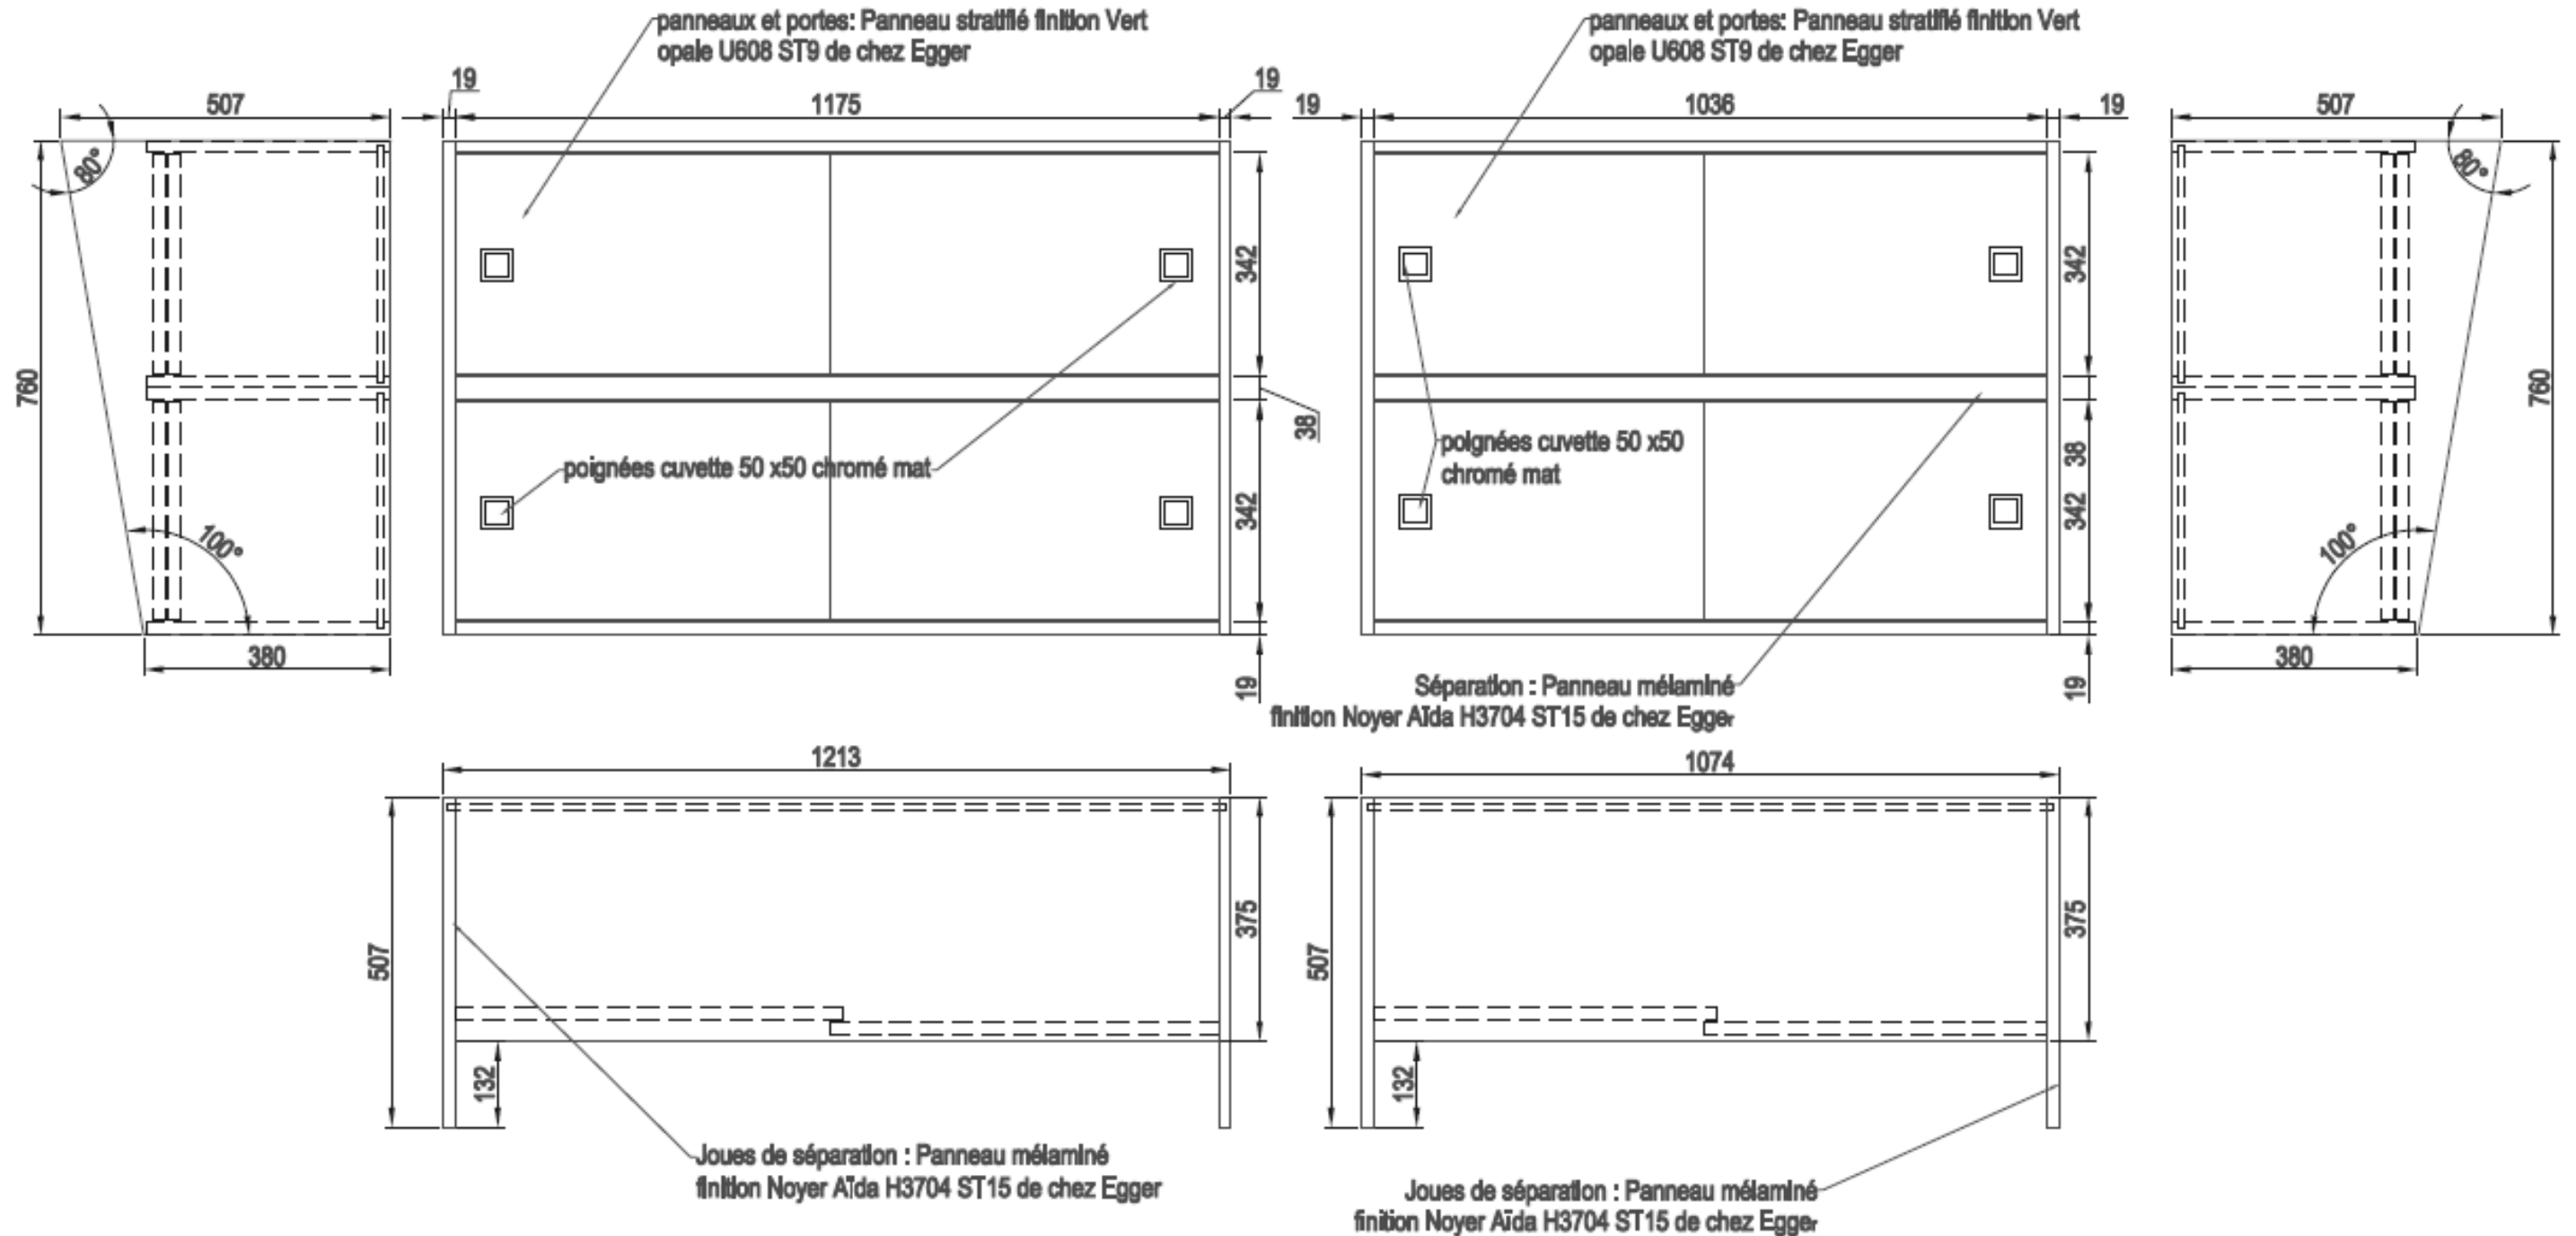 panneaux et portes: Panneau stratifié finition Vert
opale U608 ST9 de chez Egger
panneaux et portes: Panneau stratifié finition Vert
opale U608 ST9 de chez Egger
507
19
1175
19
19
1036
19
507
80°
80°
342
342
760
760
38
poignées cuvette 50 x50 chromé mat
poignées cuvette 50 x50
chromé mat
38
342
342
100°
100°
380
380
19
19
Séparation : Panneau mélaminé
finition Noyer Aïda H3704 ST15 de chez Egger
1213
1074
507
375
507
375
132
132
Joues de séparation : Panneau mélaminé
finition Noyer Aïda H3704 ST15 de chez Egger
Joues de séparation : Panneau mélaminé
finition Noyer Aïda H3704 ST15 de chez Egger